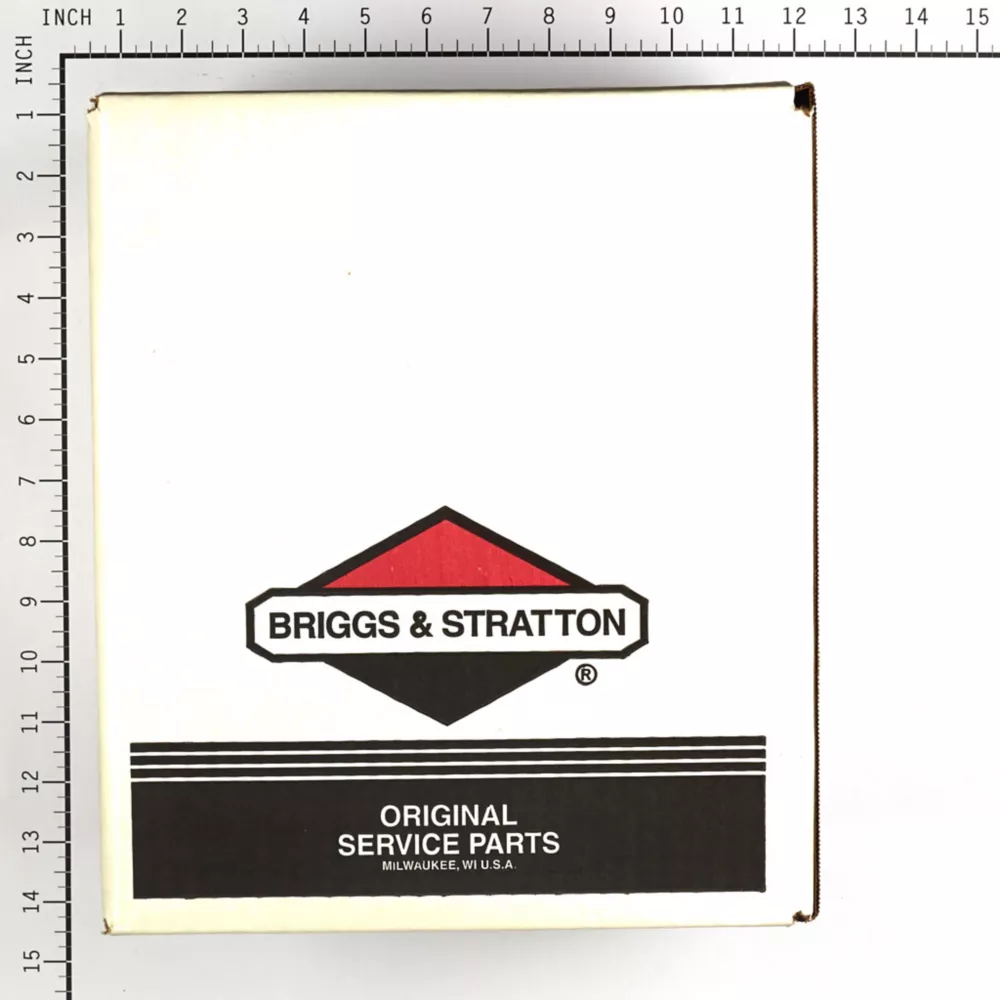 INCH 1 2 3 4 5 6 7 8 9 10 11 12 13 14 15
INCH 1 2 3 4 5 6 7 8 9 10 11 12 13 14 15
BRIGGS & STRATTON
®
ORIGINAL
SERVICE PARTS
MILWAUKEE, WI U.S.A.